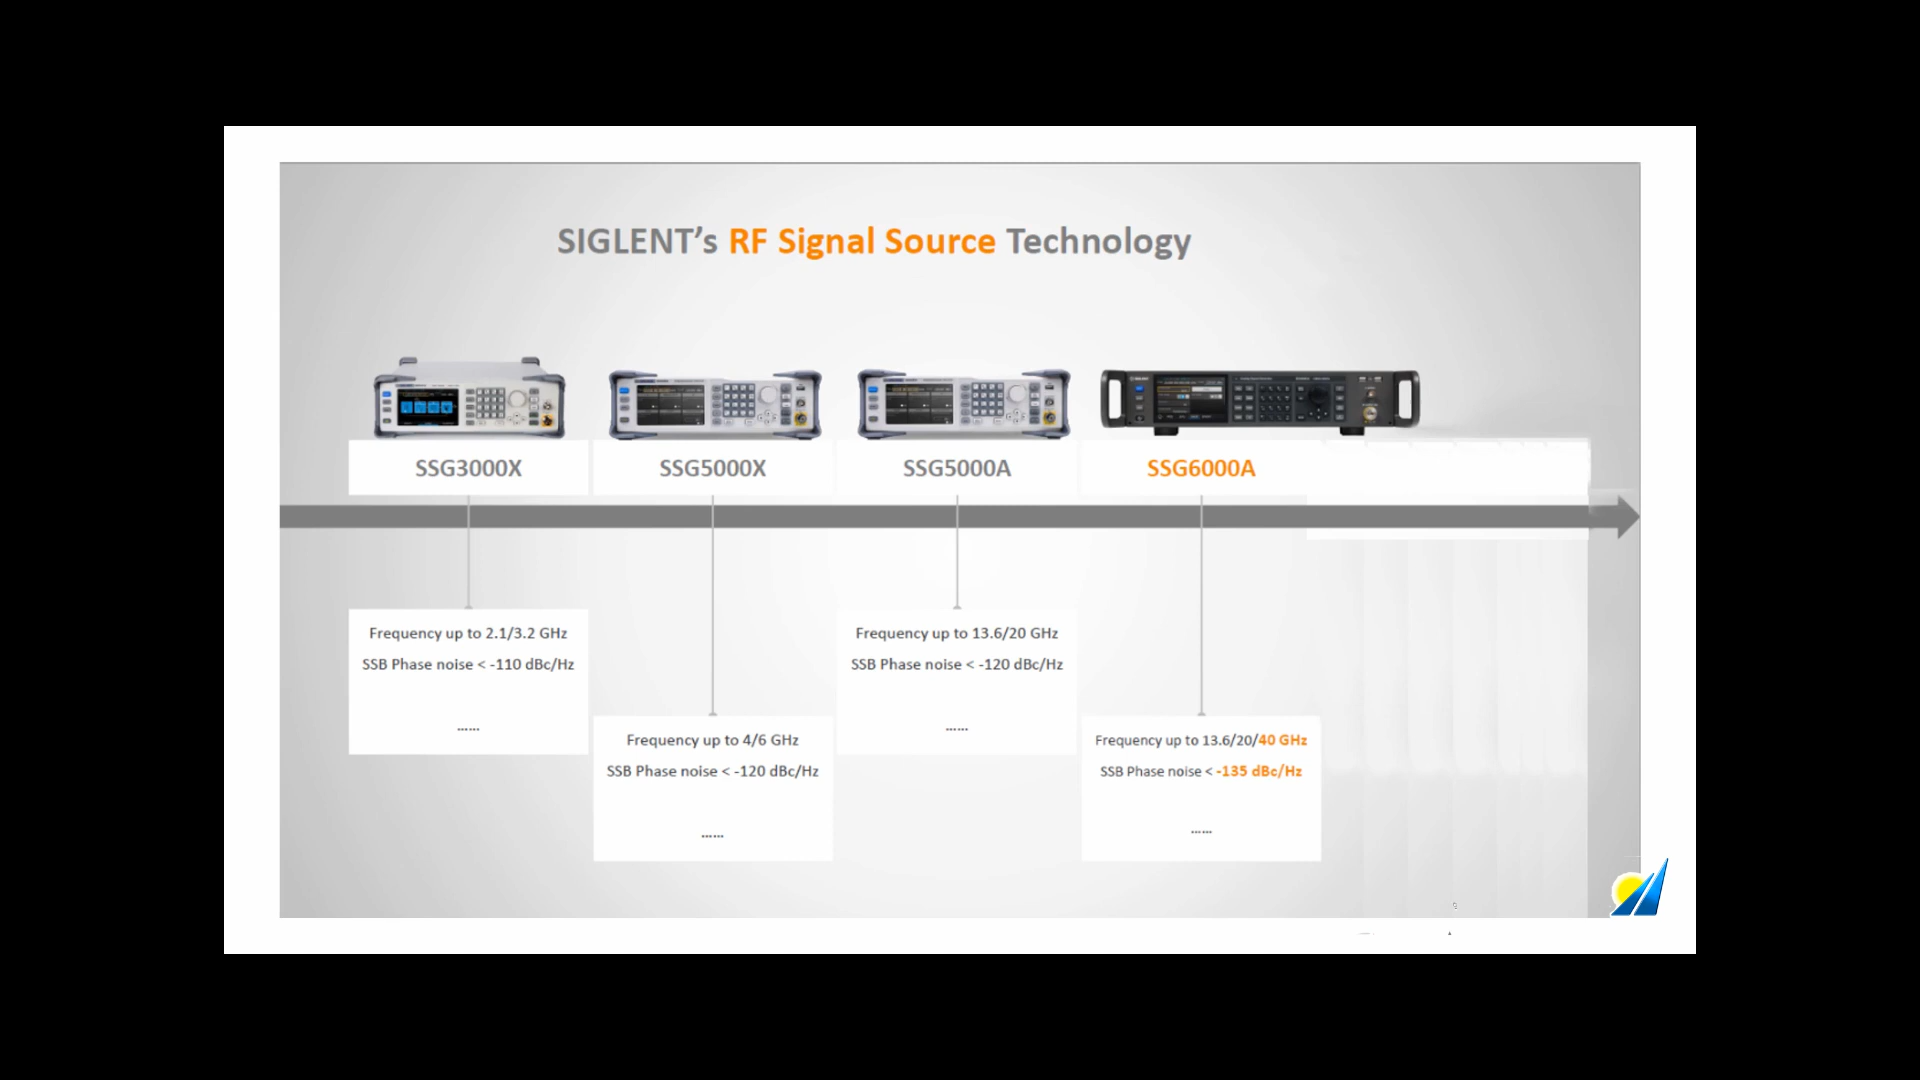 SIGLENT's RF Signal Source Technology
SSG3000X
SSG5000X
SSG5000A
SSG6000A
Frequency up to 2.1/3.2 GHz
SSB Phase noise < -110 dBc/Hz
......
Frequency up to 4/6 GHz
SSB Phase noise < -120 dBc/Hz
......
Frequency up to 13.6/20 GHz
SSB Phase noise < -120 dBc/Hz
......
Frequency up to 13.6/20/40 GHz
SSB Phase noise < -135 dBc/Hz
......